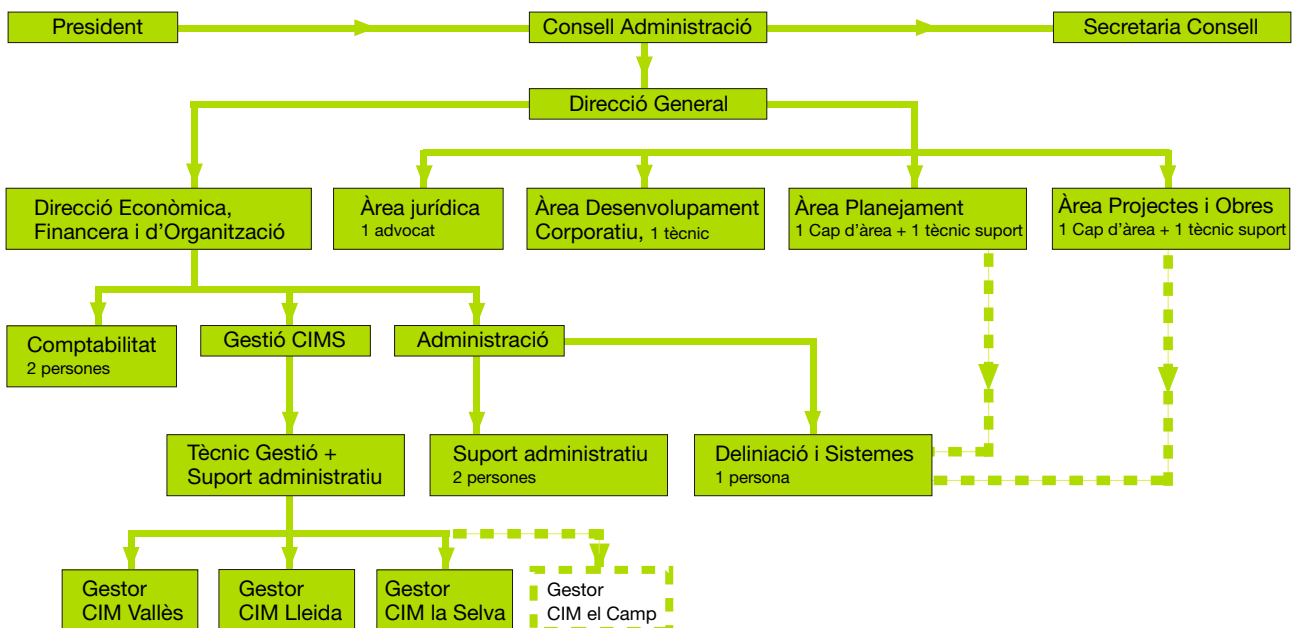 President
Consell Administració
Secretaria Consell
Direcció General
Direcció Econòmica,
Financera i d’Organització
Àrea jurídica
1 advocat
Àrea Desenvolupament
Corporatiu, 1 tècnic
Àrea Planejament
1 Cap d’àrea + 1 tècnic suport
Àrea Projectes i Obres
1 Cap d’àrea + 1 tècnic suport
Comptabilitat
2 persones
Gestió CIMS
Administració
Tècnic Gestió +
Suport administratiu
Suport administratiu
2 persones
Deliniació i Sistemes
1 persona
Gestor
CIM Vallès
Gestor
CIM Lleida
Gestor
CIM la Selva
Gestor
CIM el Camp